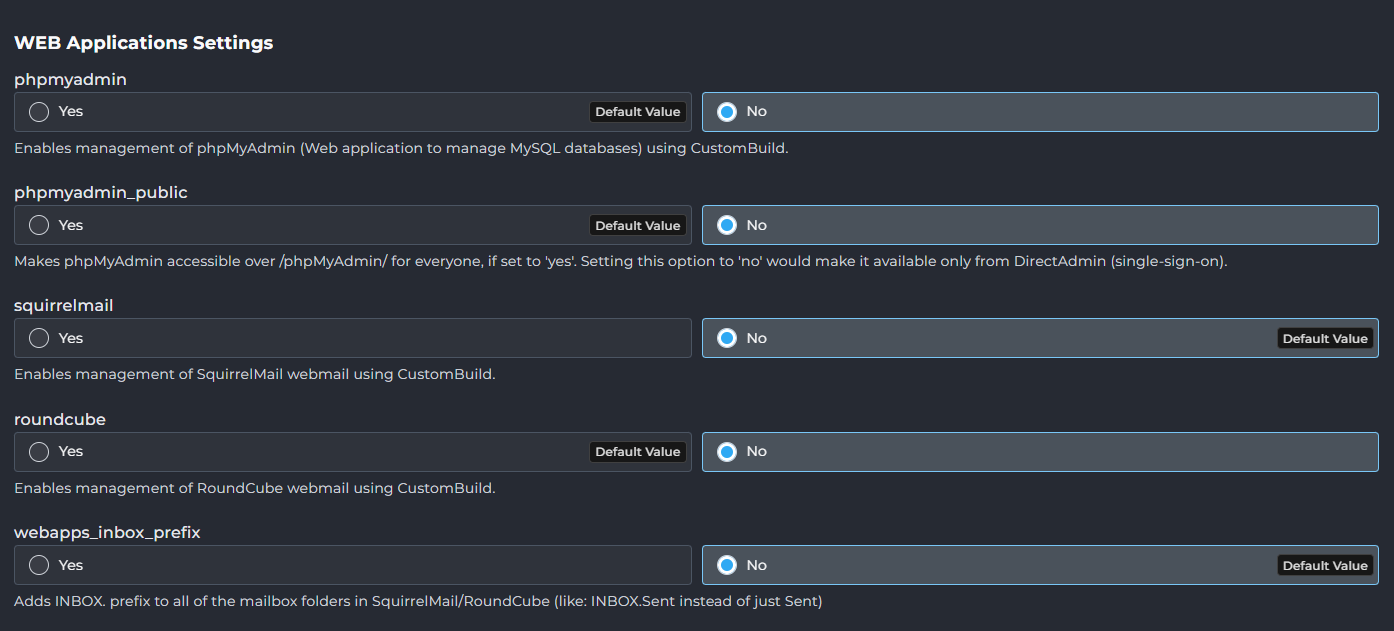 WEB Applications Settings
phpmyadmin
Yes Default Value No
Enables management of phpMyAdmin (Web application to manage MySQL databases) using CustomBuild.
phpmyadmin_public
Yes Default Value No
Makes phpMyAdmin accessible over /phpMyAdmin/ for everyone, if set to 'yes'. Setting this option to 'no' would make it available only from DirectAdmin (single-sign-on).
squirrelmail
Yes No Default Value
Enables management of SquirrelMail webmail using CustomBuild.
roundcube
Yes Default Value No
Enables management of RoundCube webmail using CustomBuild.
webapps_inbox_prefix
Yes No Default Value
Adds INBOX. prefix to all of the mailbox folders in SquirrelMail/RoundCube (like: INBOX.Sent instead of just Sent)